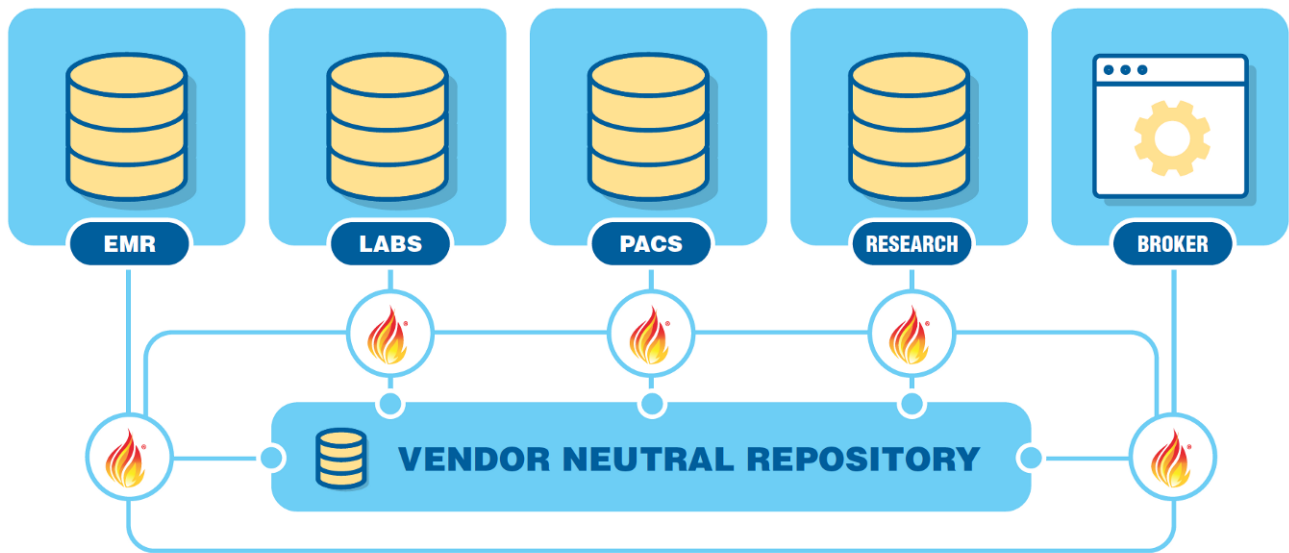 EMR
LABS
PACS
RESEARCH
BROKER
®
®
®
®
®
VENDOR NEUTRAL REPOSITORY